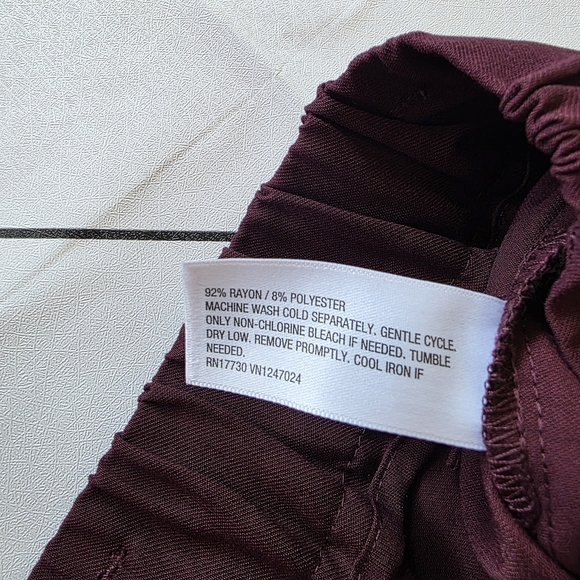 92% RAYON / 8% POLYESTER
MACHINE WASH COLD SEPARATELY. GENTLE CYCLE.
ONLY NON-CHLORINE BLEACH IF NEEDED. TUMBLE
DRY LOW. REMOVE PROMPTLY. COOL IRON IF
NEEDED.
RN17730 VN1247024